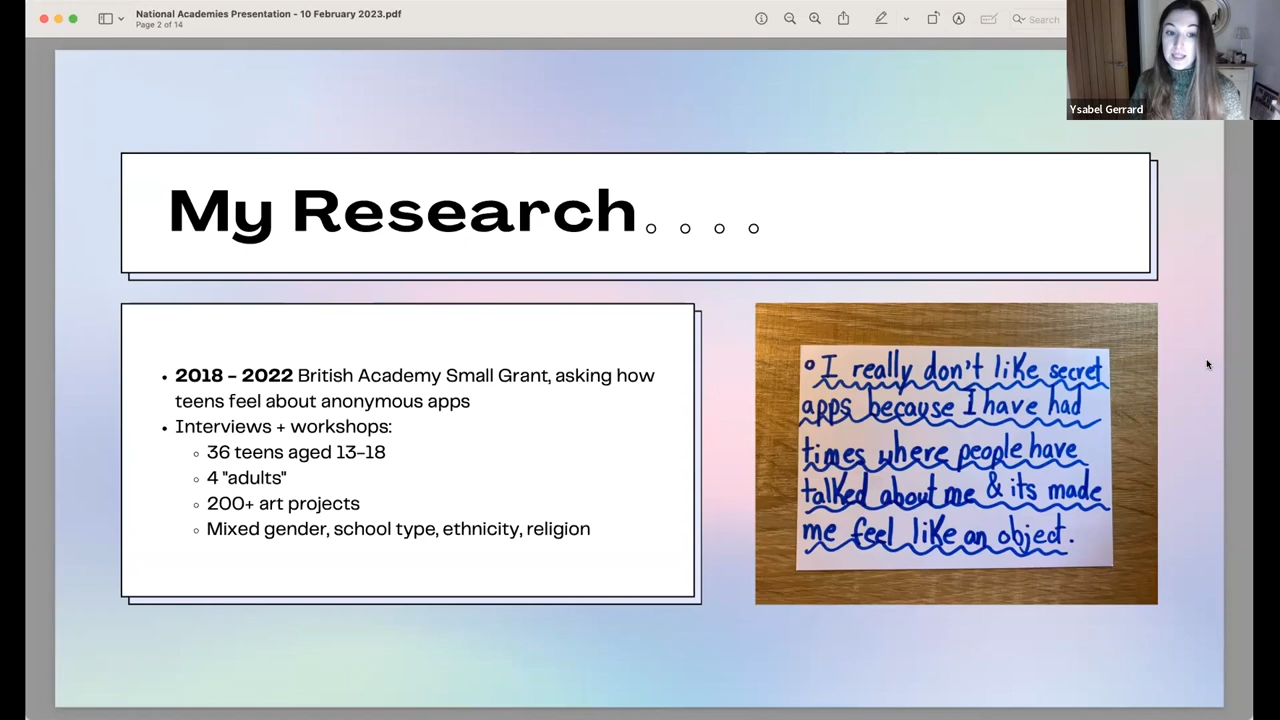 National Academies Presentation - 10 February 2023.pdf
Page 2 of 14
Search
Ysabel Gerrard
My Research. . . .
• 2018 - 2022 British Academy Small Grant, asking how
teens feel about anonymous apps
• Interviews + workshops:
◦ 36 teens aged 13-18
◦ 4 "adults"
◦ 200+ art projects
◦ Mixed gender, school type, ethnicity, religion
° I really don't like secret
apps because I have had
times where people have
talked about me & its made
me feel like an object.